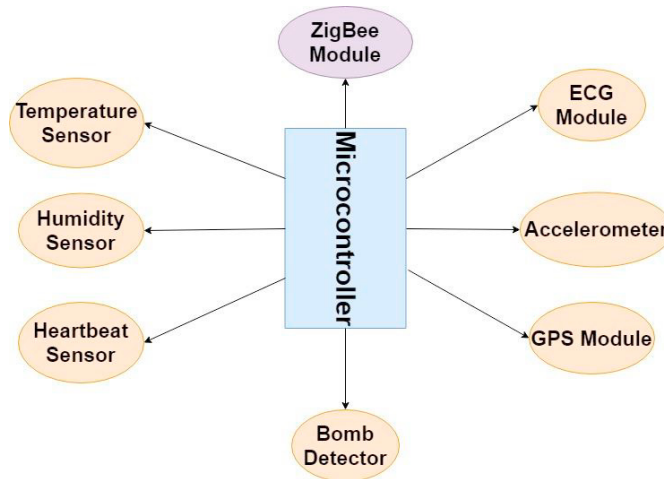 ZigBee
Module
Temperature
Sensor
ECG
Module
Microcontroller
Humidity
Sensor
Accelerometer
Heartbeat
Sensor
GPS Module
Bomb
Detector